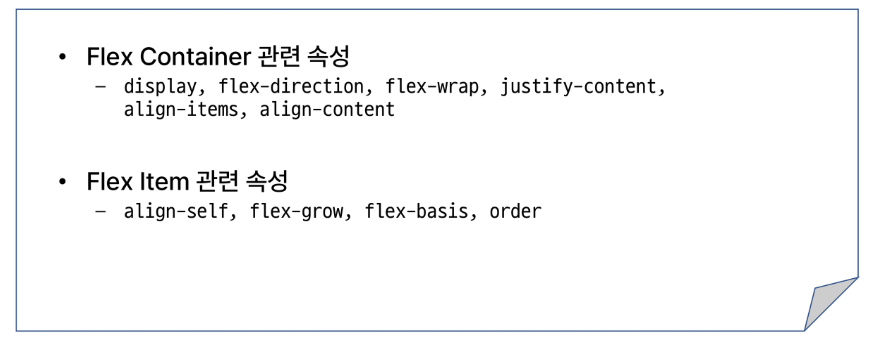 • Flex Container 관련 속성
– display, flex-direction, flex-wrap, justify-content,
align-items, align-content
• Flex Item 관련 속성
– align-self, flex-grow, flex-basis, order